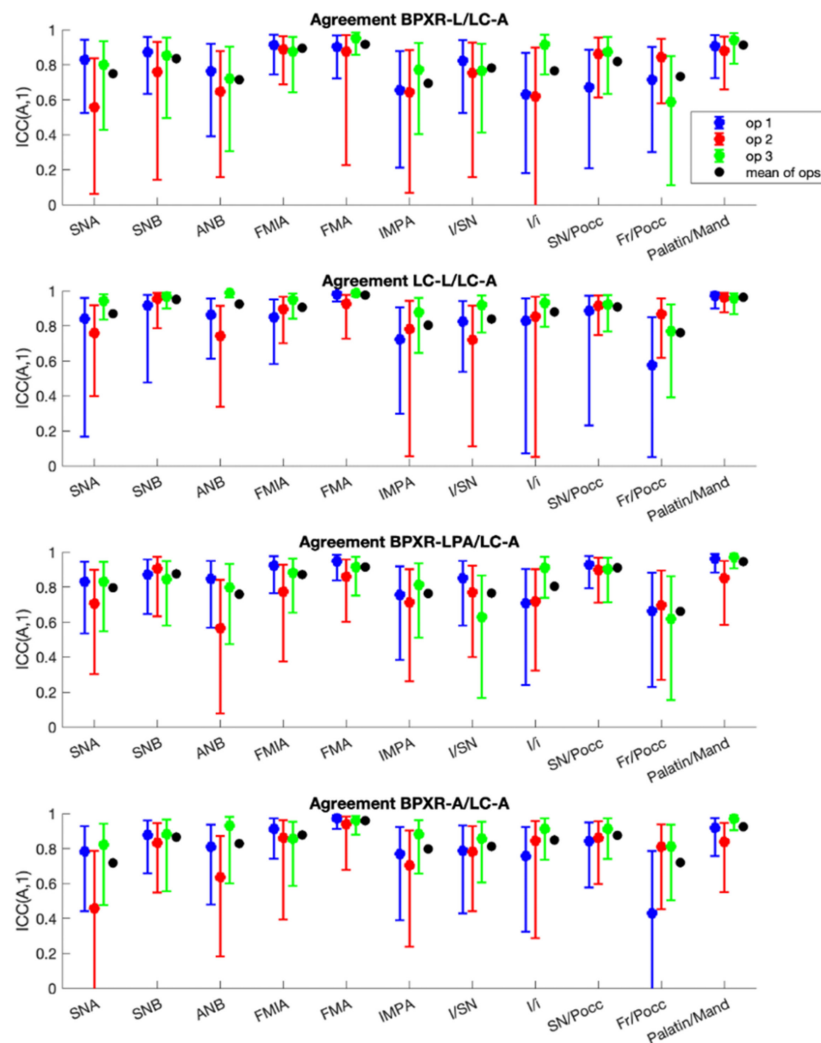 Agreement BPXR-L/LC-A
ICC(A,1)
1
0.8
0.6
0.4
0.2
0
SNA
SNB
ANB
FMIA
FMA
IMPA
I/SN
I/i
SN/Pocc
Fr/Pocc
Palatin/Mand
op 1
op 2
op 3
mean of ops
Agreement LC-L/LC-A
ICC(A,1)
1
0.8
0.6
0.4
0.2
0
SNA
SNB
ANB
FMIA
FMA
IMPA
I/SN
I/i
SN/Pocc
Fr/Pocc
Palatin/Mand
Agreement BPXR-LPA/LC-A
ICC(A,1)
1
0.8
0.6
0.4
0.2
0
SNA
SNB
ANB
FMIA
FMA
IMPA
I/SN
I/i
SN/Pocc
Fr/Pocc
Palatin/Mand
Agreement BPXR-A/LC-A
ICC(A,1)
1
0.8
0.6
0.4
0.2
0
SNA
SNB
ANB
FMIA
FMA
IMPA
I/SN
I/i
SN/Pocc
Fr/Pocc
Palatin/Mand